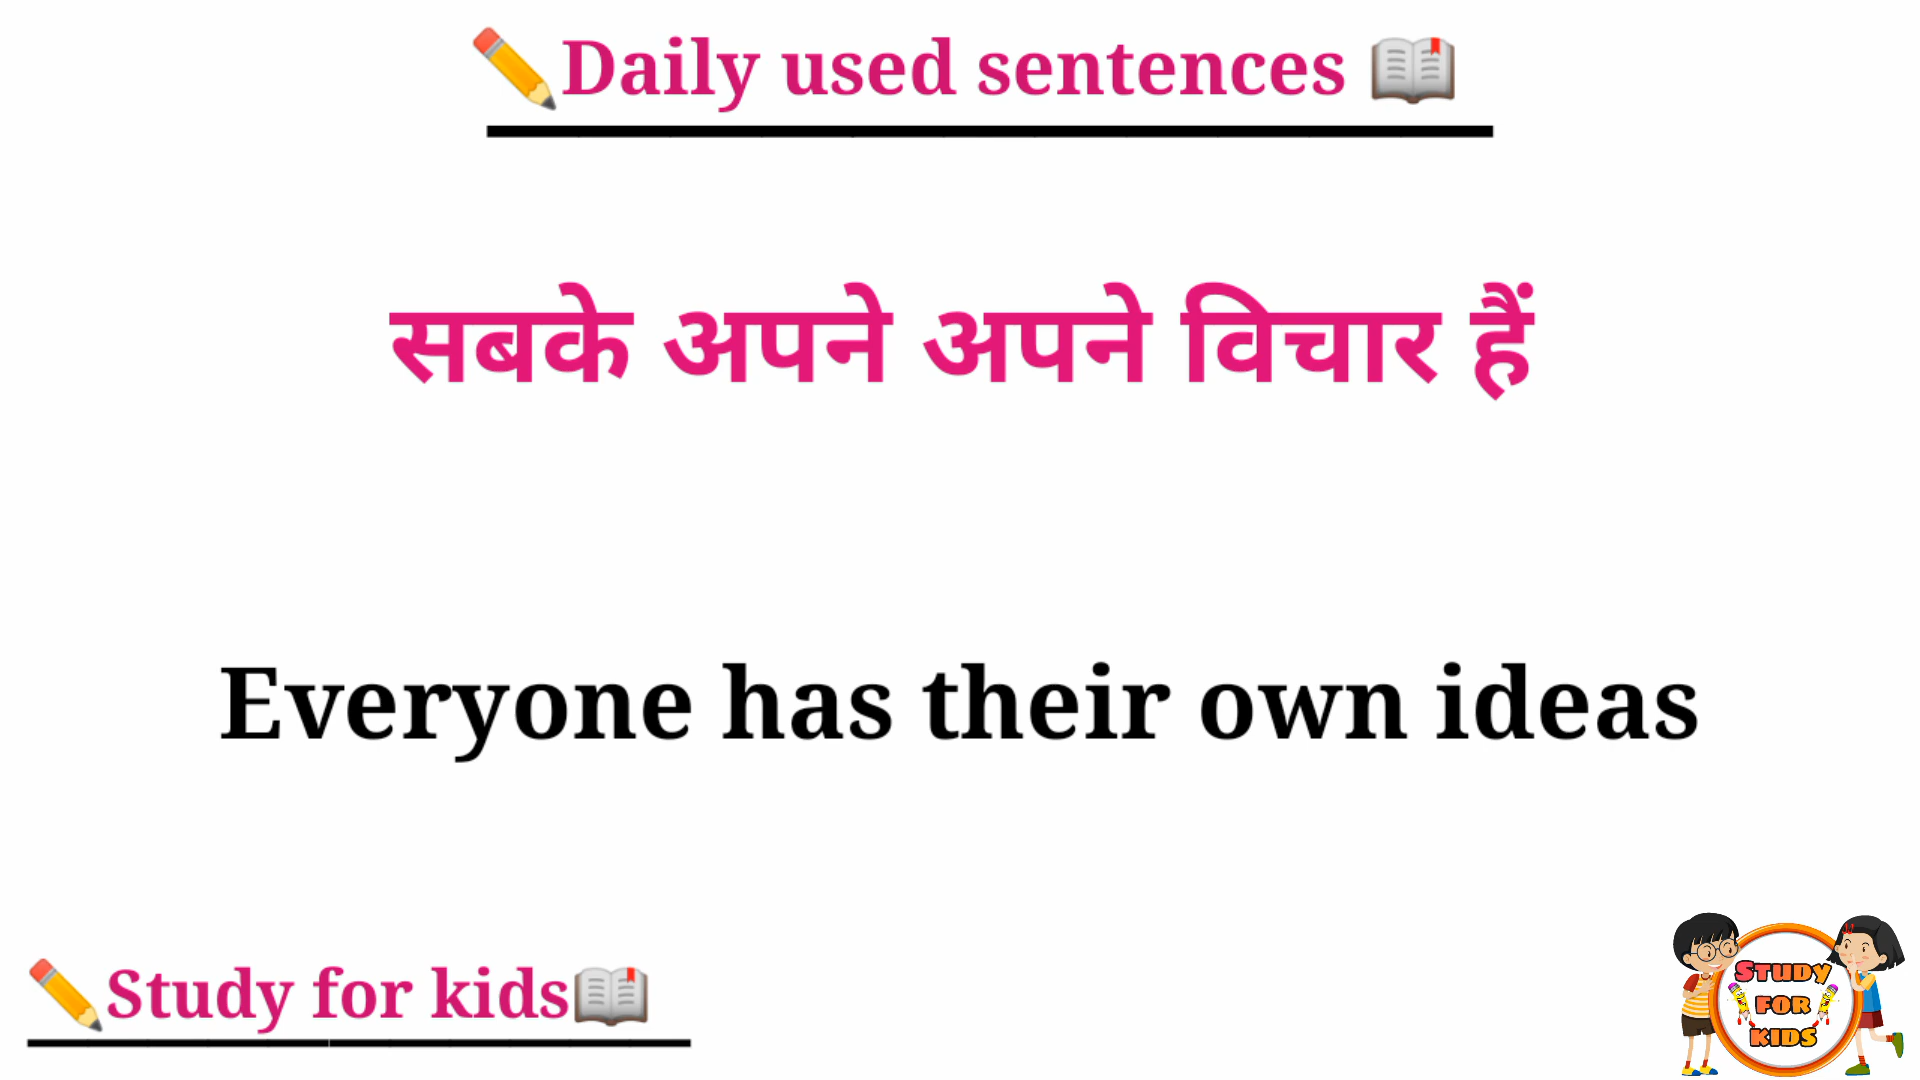 ✏️Daily used sentences 📖
सबके अपने अपने विचार हैं
Everyone has their own ideas
✏️Study for kids📖
STUDY
FOR
KIDS